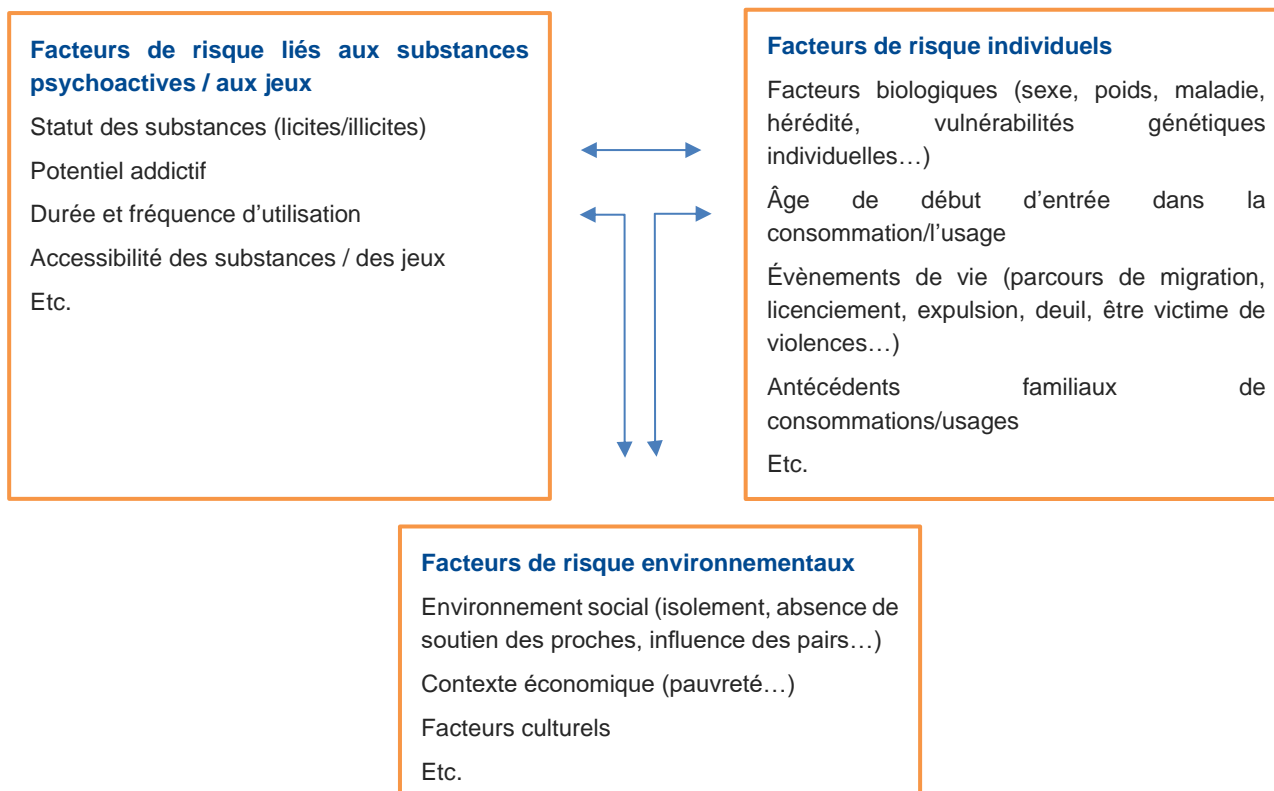 Facteurs de risque liés aux substances
psychoactives / aux jeux
Statut des substances (licites/illicites)
Potentiel addictif
Durée et fréquence d'utilisation
Accessibilité des substances / des jeux
Etc.
Facteurs de risque individuels
Facteurs biologiques (sexe, poids, maladie,
hérédité, vulnérabilités génétiques
individuelles…)
Âge de début d'entrée dans la
consommation/l'usage
Évènements de vie (parcours de migration,
licenciement, expulsion, deuil, être victime de
violences…)
Antécédents familiaux de
consommations/usages
Etc.
Facteurs de risque environnementaux
Environnement social (isolement, absence de
soutien des proches, influence des pairs…)
Contexte économique (pauvreté…)
Facteurs culturels
Etc.